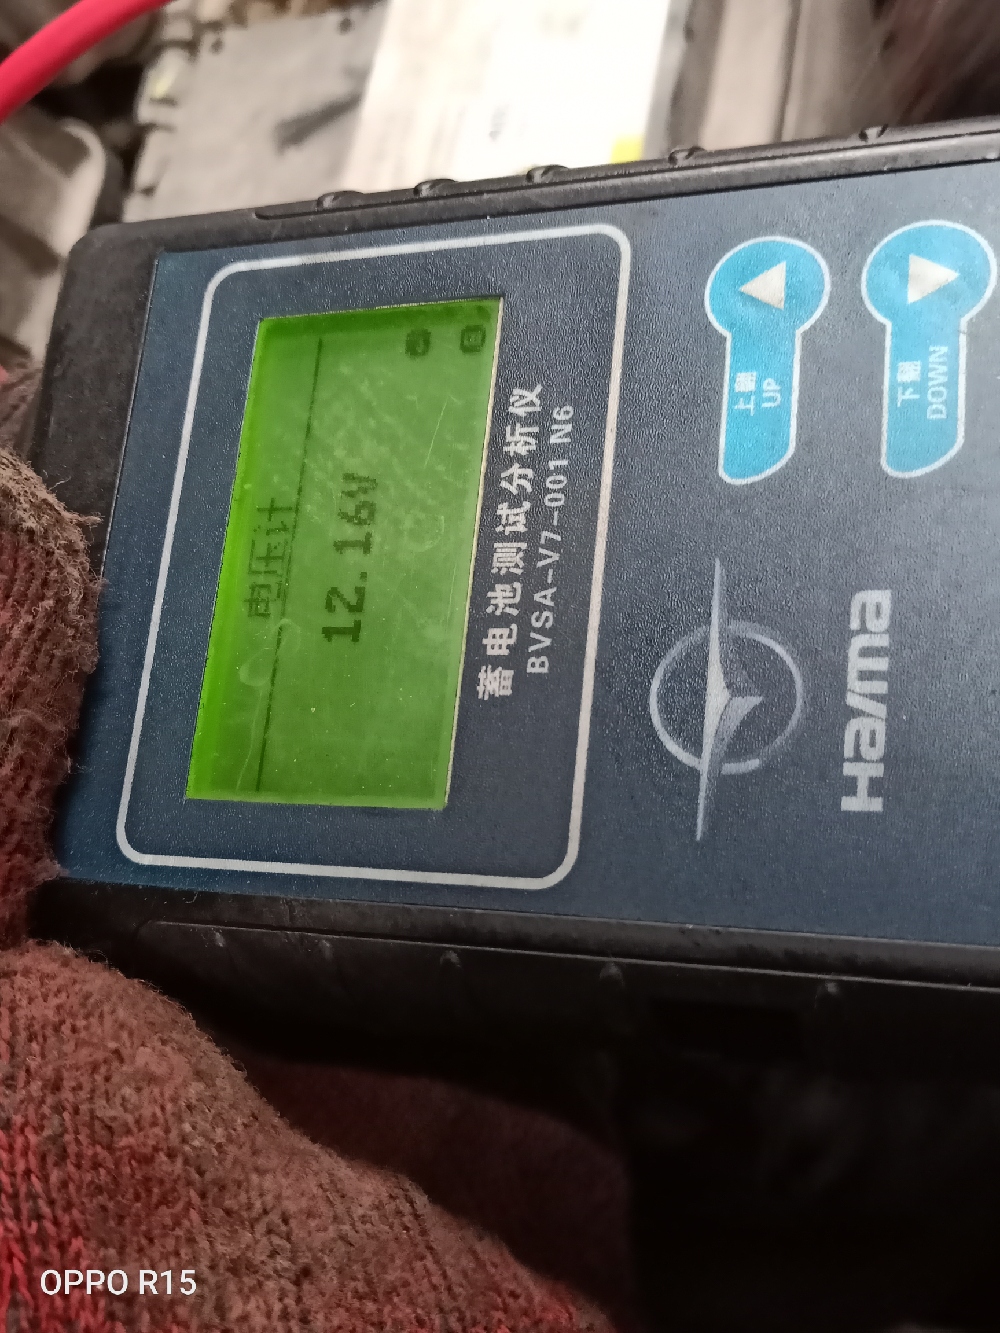 电压计
12.16V
蓄电池测试分析仪
BVSA-V7-001 N6
上翻
UP
下翻
DOWN
Haima
OPPO R15